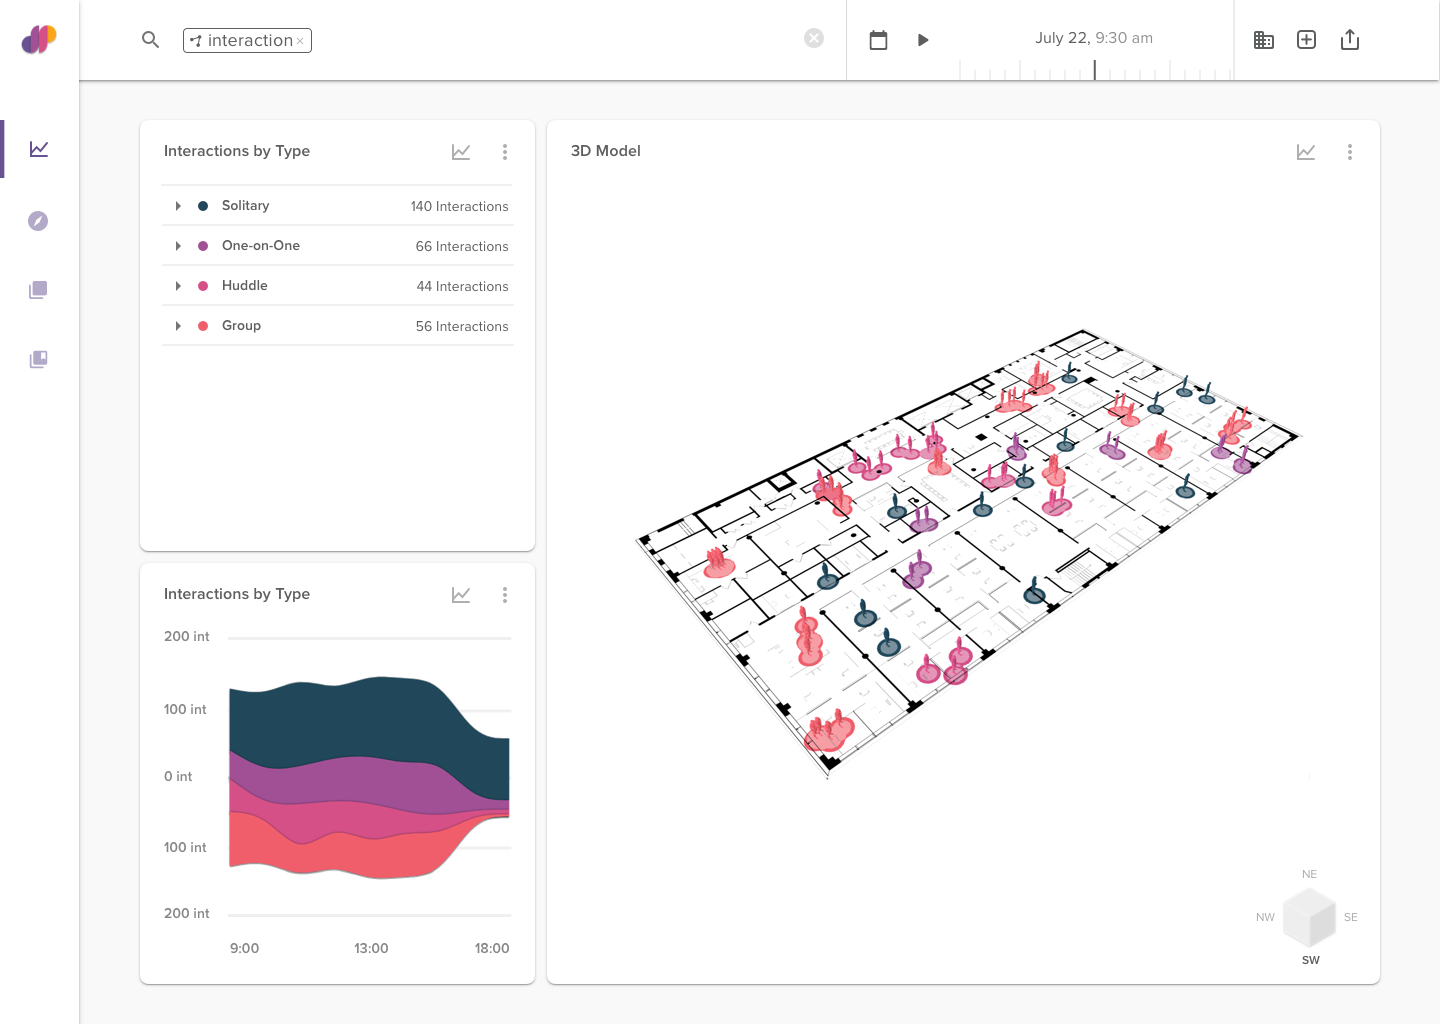 interaction ×
July 22, 9:30 am
Interactions by Type
Solitary 140 Interactions
One-on-One 66 Interactions
Huddle 44 Interactions
Group 56 Interactions
3D Model
Interactions by Type
200 int
100 int
0 int
100 int
200 int
9:00 13:00 18:00
NE
NW SE
SW